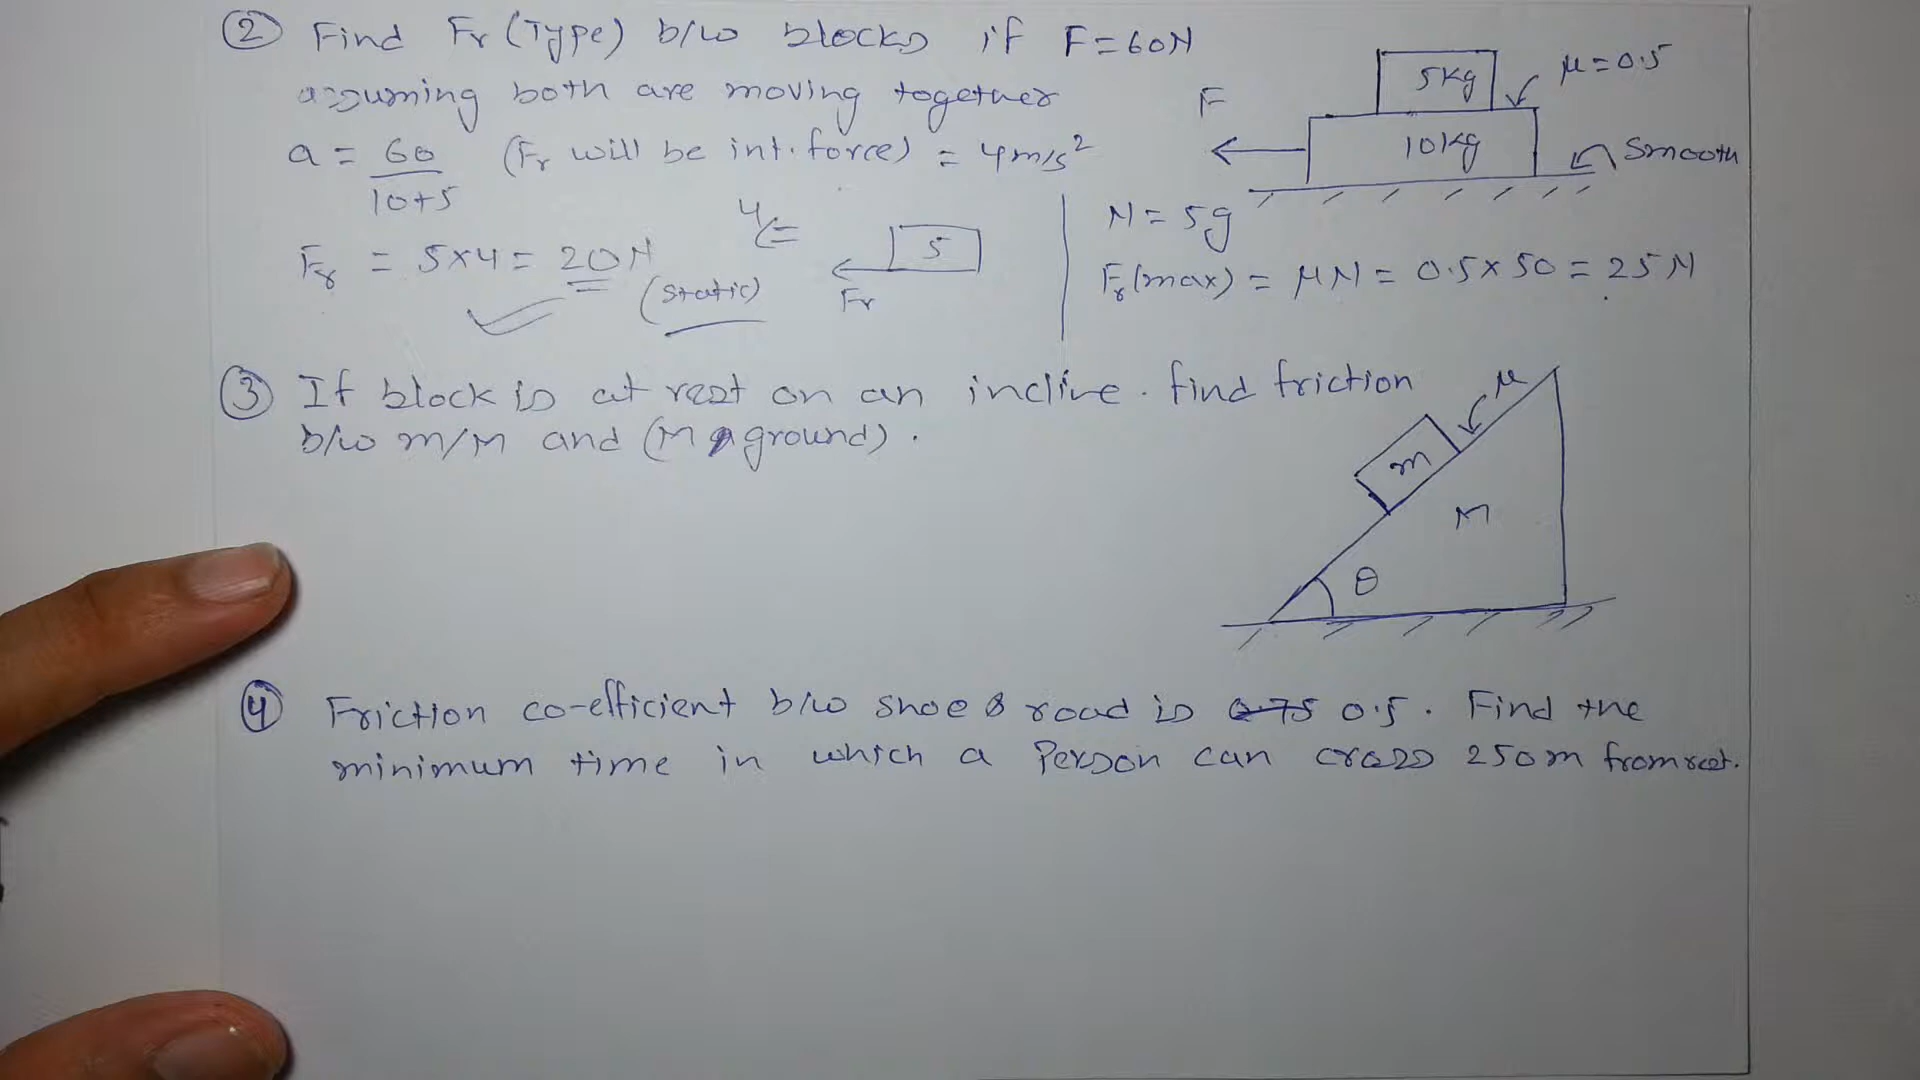 ② Find Fr (Type) b/w blocks if F=60N
assuming both are moving together
a = 60/10+5 (Fr will be int. force) = 4m/s²
Fr = 5×4 = 20N (static)
4
5
Fr
F
5kg
μ = 0.5
10kg
smooth
N = 5g
Fr(max) = μN = 0.5×50 = 25N
③ If block is at rest on an incline. find friction
b/w m/M and (M ground).
μ
m
M
θ
④ Friction co-efficient b/w shoe & road is 0.5. Find the
minimum time in which a Person can cross 250m from rest.